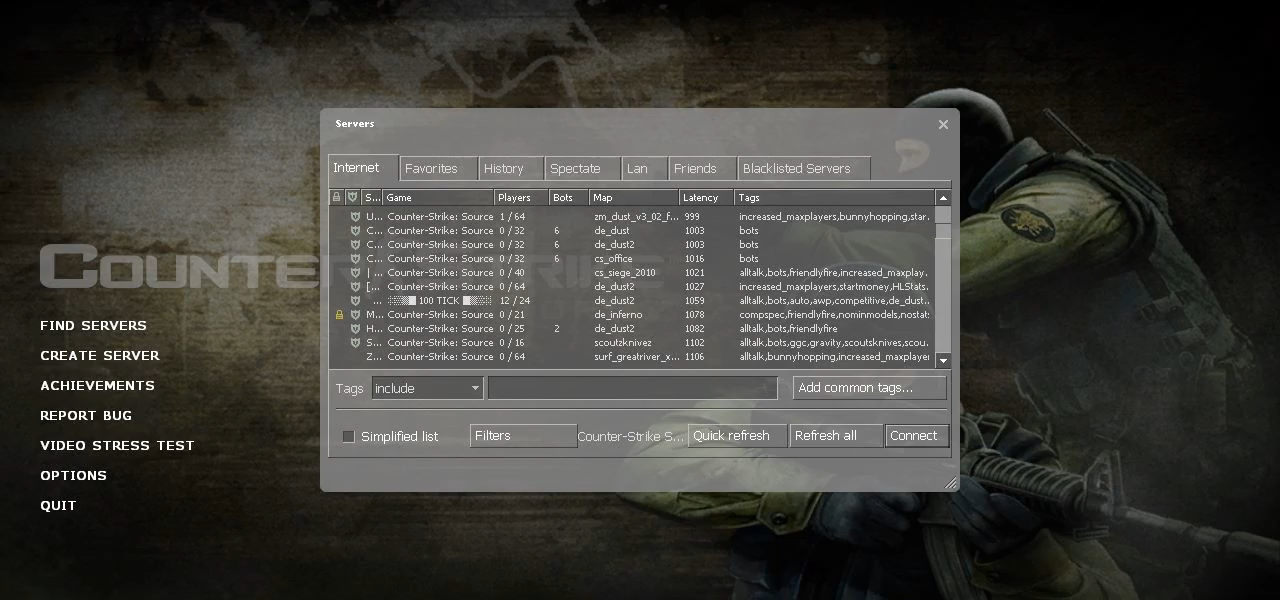 Servers
Internet Favorites History Spectate Lan Friends Blacklisted Servers
S... Game Players Bots Map Latency Tags
U... Counter-Strike: Source 1 / 64 zm_dust_v3_02_f... 999 increased_maxplayers,bunnyhopping,star.
C... Counter-Strike: Source 0 / 32 6 de_dust 1003 bots
C... Counter-Strike: Source 0 / 32 6 de_dust2 1003 bots
C... Counter-Strike: Source 0 / 32 6 cs_office 1016 bots
| ... Counter-Strike: Source 0 / 40 cs_siege_2010 1021 alltalk,bots,friendlyfire,increased_maxplay.
[... Counter-Strike: Source 0 / 64 de_dust2 1027 increased_maxplayers,startmoney,HLStats.
... ░░▒▓█ 100 TICK █▓▒░░ 12 / 24 de_dust2 1059 alltalk,bots,auto,awp,competitive,de_dust..
M... Counter-Strike: Source 0 / 21 de_inferno 1078 compspec,friendlyfire,nominmodels,nostat
H... Counter-Strike: Source 0 / 25 2 de_dust2 1082 alltalk,bots,friendlyfire
S... Counter-Strike: Source 0 / 16 scoutzknivez 1102 alltalk,bots,ggc,gravity,scoutsknives,scou.
Z... Counter-Strike: Source 0 / 64 surf_greatriver_x... 1106 alltalk,bunnyhopping,increased_maxplayer
Tags include Add common tags...
Simplified list Filters Counter-Strike S... Quick refresh Refresh all Connect
FIND SERVERS
CREATE SERVER
ACHIEVEMENTS
REPORT BUG
VIDEO STRESS TEST
OPTIONS
QUIT